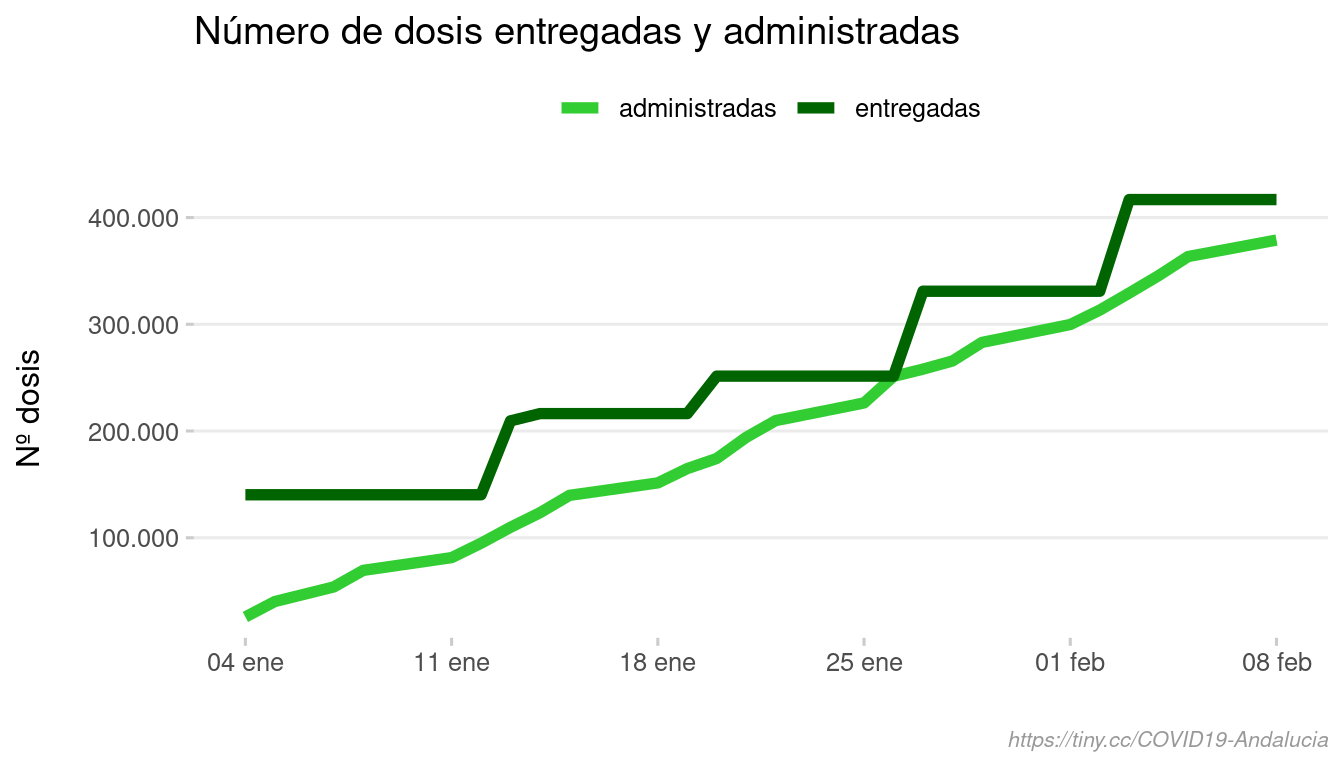 Número de dosis entregadas y administradas
administradas
entregadas
Nº dosis
400.000
300.000
200.000
100.000
04 ene
11 ene
18 ene
25 ene
01 feb
08 feb
https://tiny.cc/COVID19-Andalucia